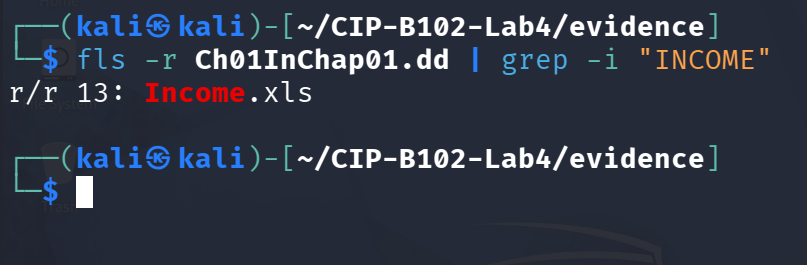 ┌──(kali㉿kali)-[~/CIP-B102-Lab4/evidence]
└─$ fls -r Ch01InChap01.dd | grep -i "INCOME"
r/r 13: Income.xls
┌──(kali㉿kali)-[~/CIP-B102-Lab4/evidence]
└─$